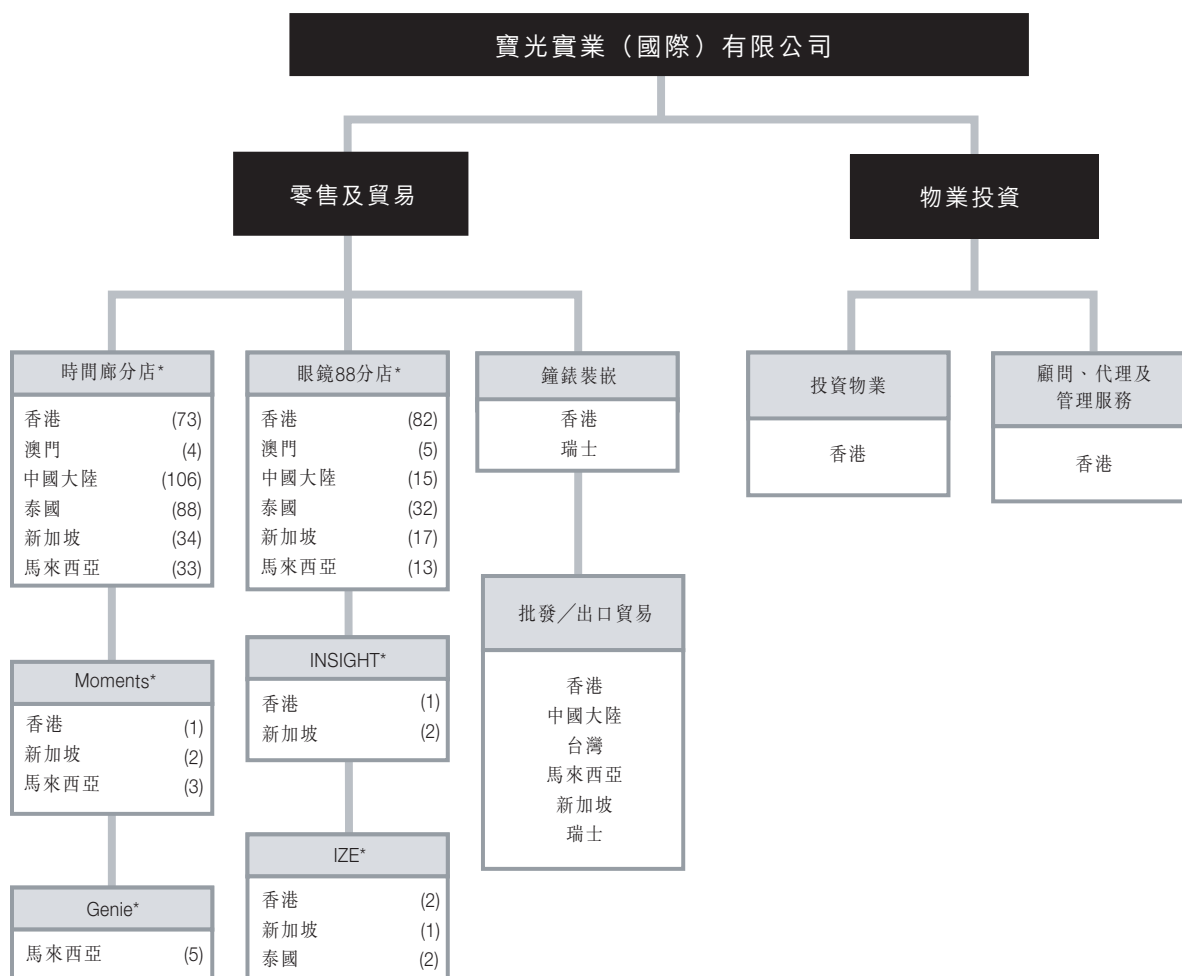 寶光實業（國際）有限公司
零售及貿易
物業投資
時間廊分店*
香港 (73)
澳門 (4)
中國大陸 (106)
泰國 (88)
新加坡 (34)
馬來西亞 (33)
Moments*
香港 (1)
新加坡 (2)
馬來西亞 (3)
Genie*
馬來西亞 (5)
眼鏡88分店*
香港 (82)
澳門 (5)
中國大陸 (15)
泰國 (32)
新加坡 (17)
馬來西亞 (13)
INSIGHT*
香港 (1)
新加坡 (2)
IZE*
香港 (2)
新加坡 (1)
泰國 (2)
鐘錶裝嵌
香港
瑞士
批發／出口貿易
香港
中國大陸
台灣
馬來西亞
新加坡
瑞士
投資物業
香港
顧問、代理及
管理服務
香港